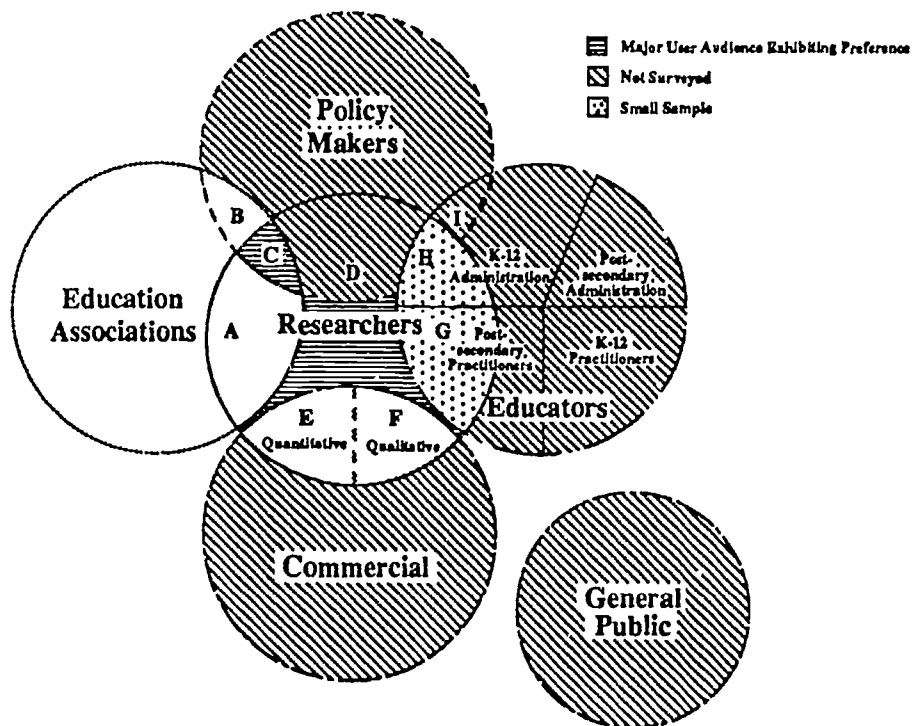 Major User Audience Exhibiting Preference
Not Surveyed
Small Sample
Policy
Makers
B
I
C
H
K-12
Administration
Post-
secondary
Administration
D
Education
Associations
A
Researchers
G
Post-
secondary
Practitioners
K-12
Practitioners
E
Quantitative
F
Qualitative
Educators
Commercial
General
Public